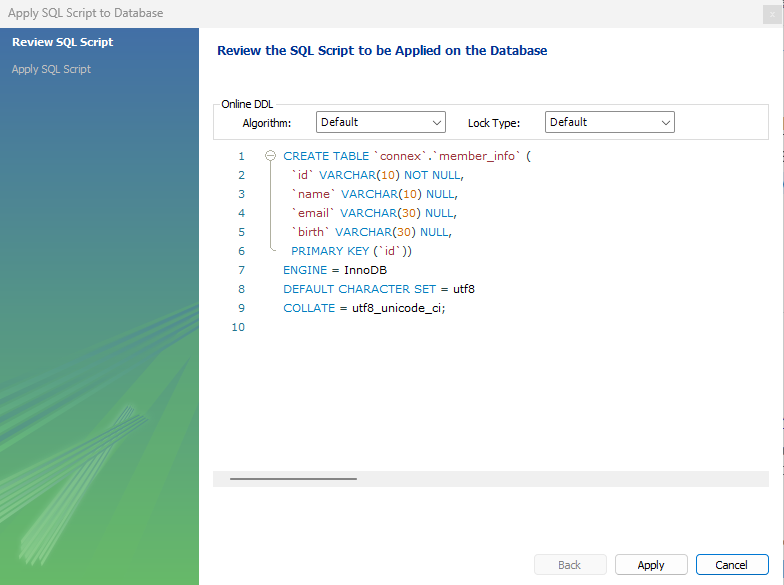 Apply SQL Script to Database
Review SQL Script
Apply SQL Script
Review the SQL Script to be Applied on the Database
Online DDL
Algorithm: Default Lock Type: Default
1 CREATE TABLE `connex`.`member_info` (
2 `id` VARCHAR(10) NOT NULL,
3 `name` VARCHAR(10) NULL,
4 `email` VARCHAR(30) NULL,
5 `birth` VARCHAR(30) NULL,
6 PRIMARY KEY (`id`))
7 ENGINE = InnoDB
8 DEFAULT CHARACTER SET = utf8
9 COLLATE = utf8_unicode_ci;
10
Back Apply Cancel